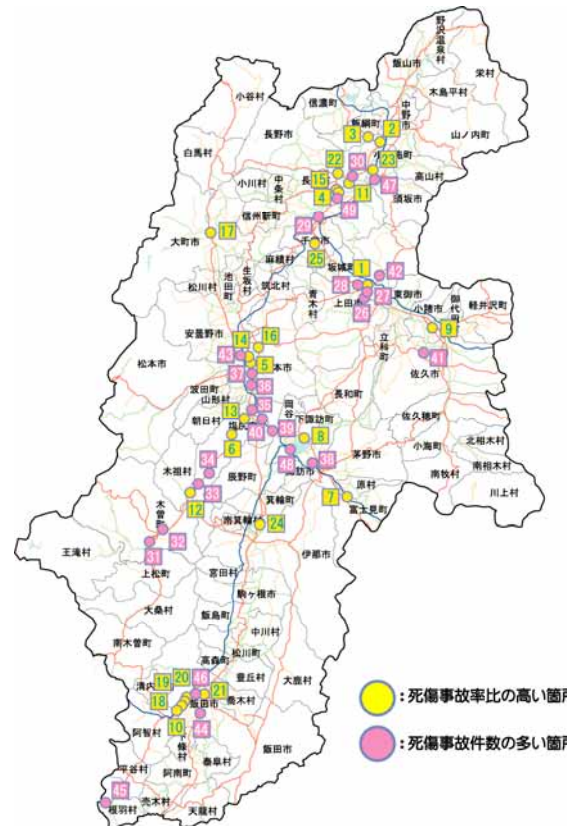 野沢温泉村
飯山市
栄村
信濃町
木島平村
小谷村
飯綱町
中野市
2
3
長野市
山ノ内町
白馬村
22
30
23
小川村
中条村
15
高山村
4
11
47
須坂市
信州新町
49
29
17
千曲市
大町市
麻績村
25
坂城町
1
42
生坂村
筑北村
池田町
松川村
青木村
28
27
東御市
上田市
26
小諸市
御代田町
軽井沢町
9
安曇野市
14
16
立科町
43
5
41
松本市
37
佐久市
波田町
36
長和町
山形村
岡谷
13
35
下諏訪町
佐久穂町
朝日村
塩尻
40
39
8
北相木村
6
小海町
48
38
茅野市
南相木村
34
木祖村
辰野町
原村
南牧村
川上村
33
箕輪町
7
12
富士見町
木曽町
南箕輪村
24
32
伊那市
王滝村
31
上松町
宮田村
駒ヶ根市
大桑村
飯島町
中川村
南木曽町
松川町
高森町
46
豊丘村
大鹿村
19
20
清内
21
喬木村
18
飯田市
10
44
阿智村
下條村
飯田市
泰阜村
平谷村
阿南町
45
売木村
根羽村
天龍村
:死傷事故率比の高い箇所
:死傷事故件数の多い箇所